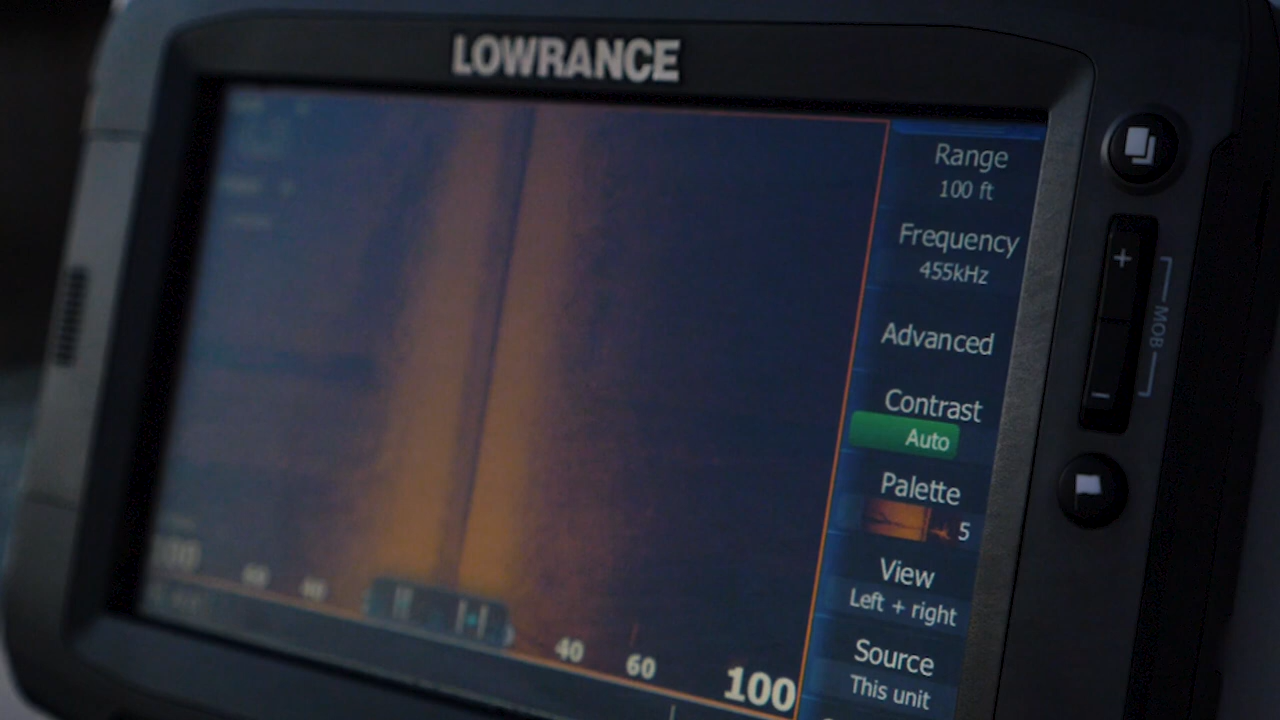 LOWRANCE
Range
100 ft
Frequency
455kHz
Advanced
Contrast
Auto
Palette
5
View
Left + right
Source
This unit
+
MOB
-
40
60
100